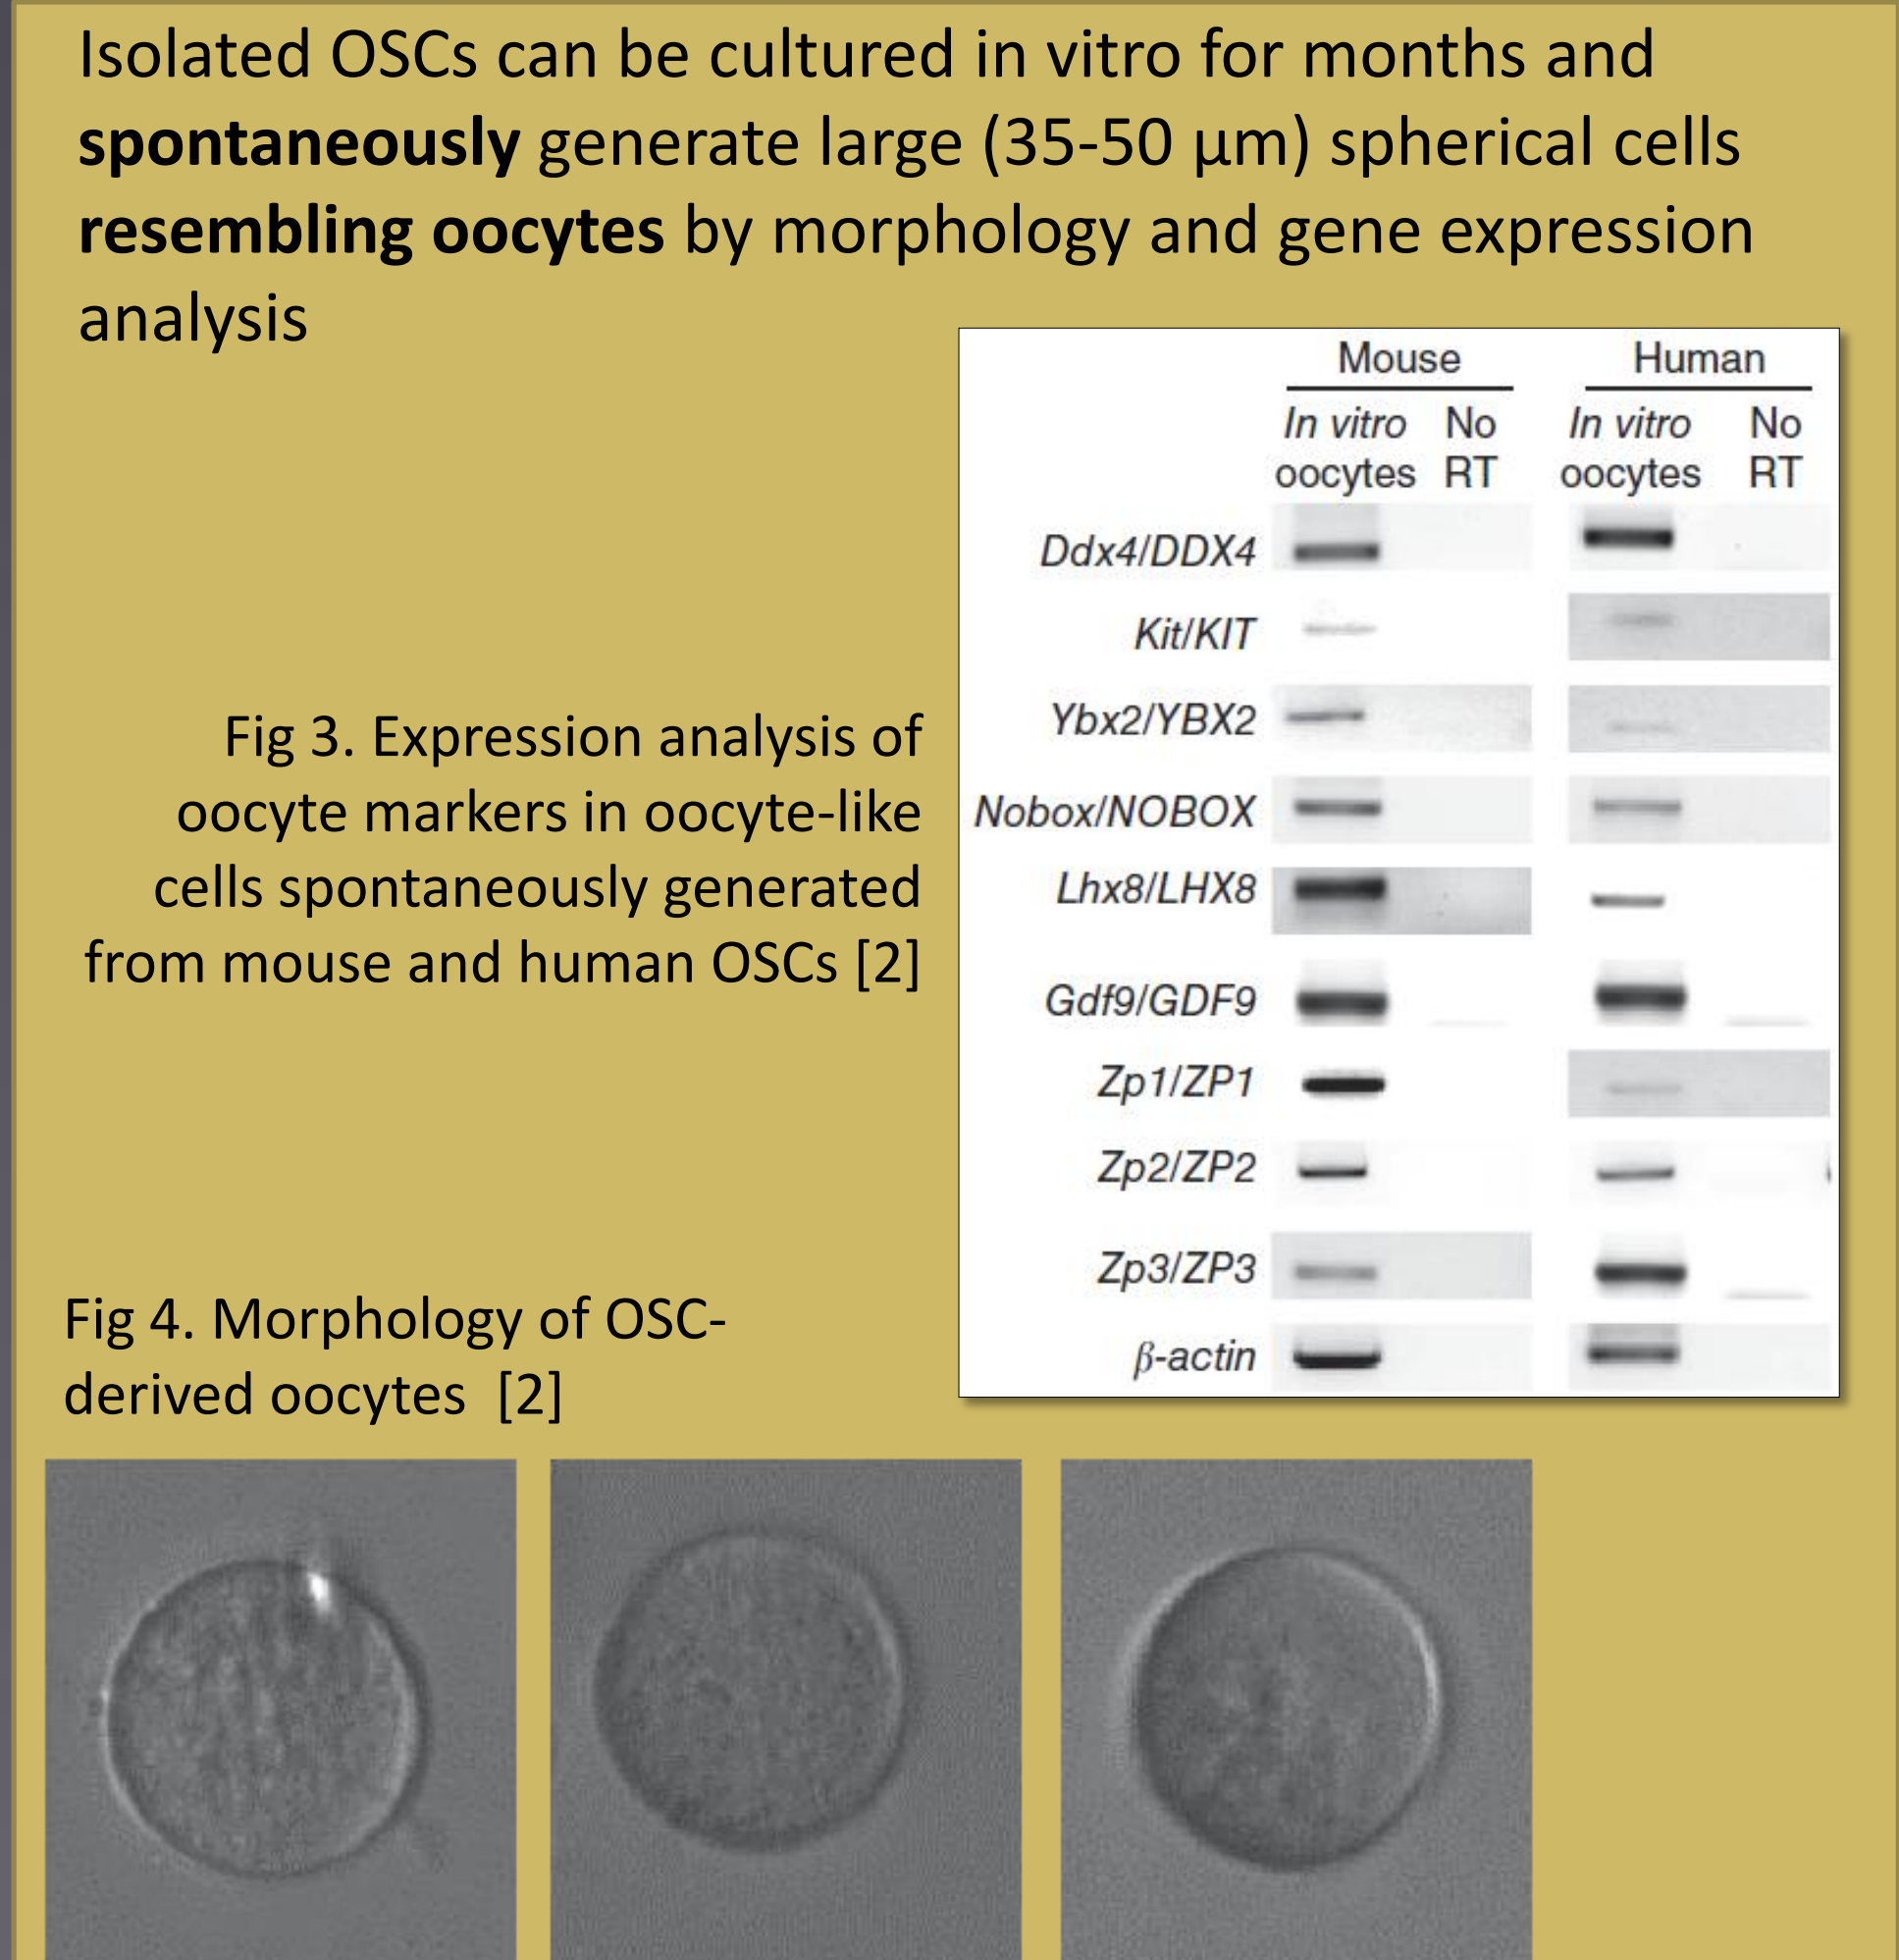 Isolated OSCs can be cultured in vitro for months and
spontaneously generate large (35-50 µm) spherical cells
resembling oocytes by morphology and gene expression
analysis
Mouse Human
In vitro No In vitro No
oocytes RT oocytes RT
Ddx4/DDX4
Kit/KIT
Ybx2/YBX2
Nobox/NOBOX
Lhx8/LHX8
Gdf9/GDF9
Zp1/ZP1
Zp2/ZP2
Zp3/ZP3
β-actin
Fig 3. Expression analysis of
oocyte markers in oocyte-like
cells spontaneously generated
from mouse and human OSCs [2]
Fig 4. Morphology of OSC-
derived oocytes [2]